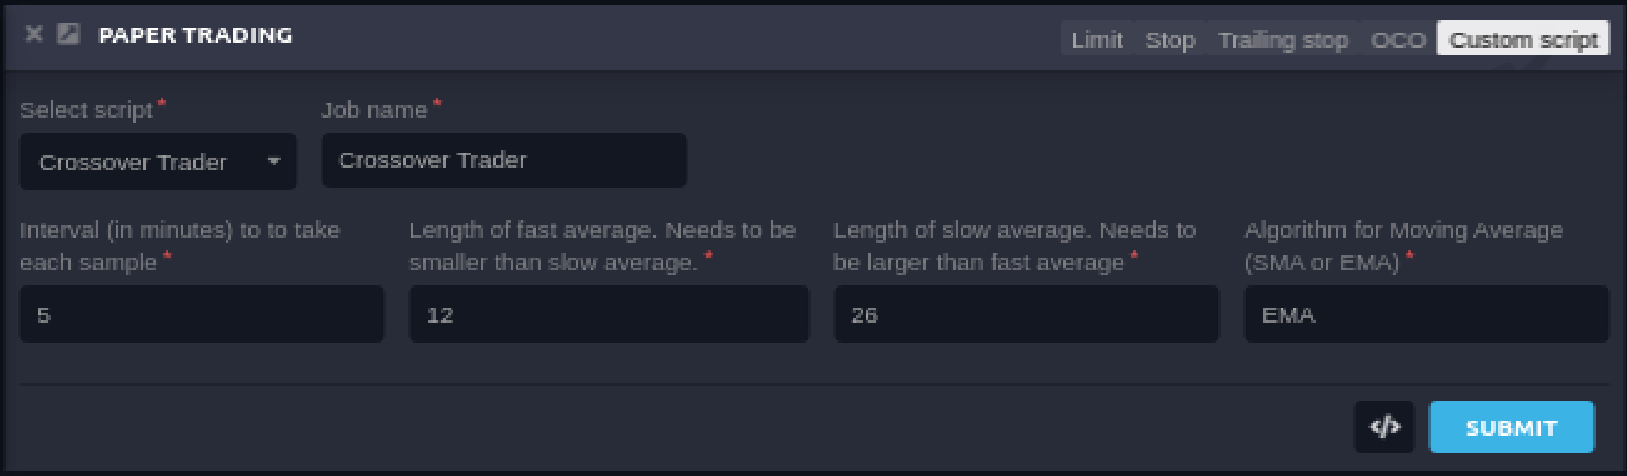 PAPER TRADING
Limit Stop Trailing stop OCO Custom script
Select script * Job name *
Crossover Trader Crossover Trader
Interval (in minutes) to to take
each sample *
Length of fast average. Needs to be
smaller than slow average. *
Length of slow average. Needs to
be larger than fast average *
Algorithm for Moving Average
(SMA or EMA) *
5 12 26 EMA
</> SUBMIT